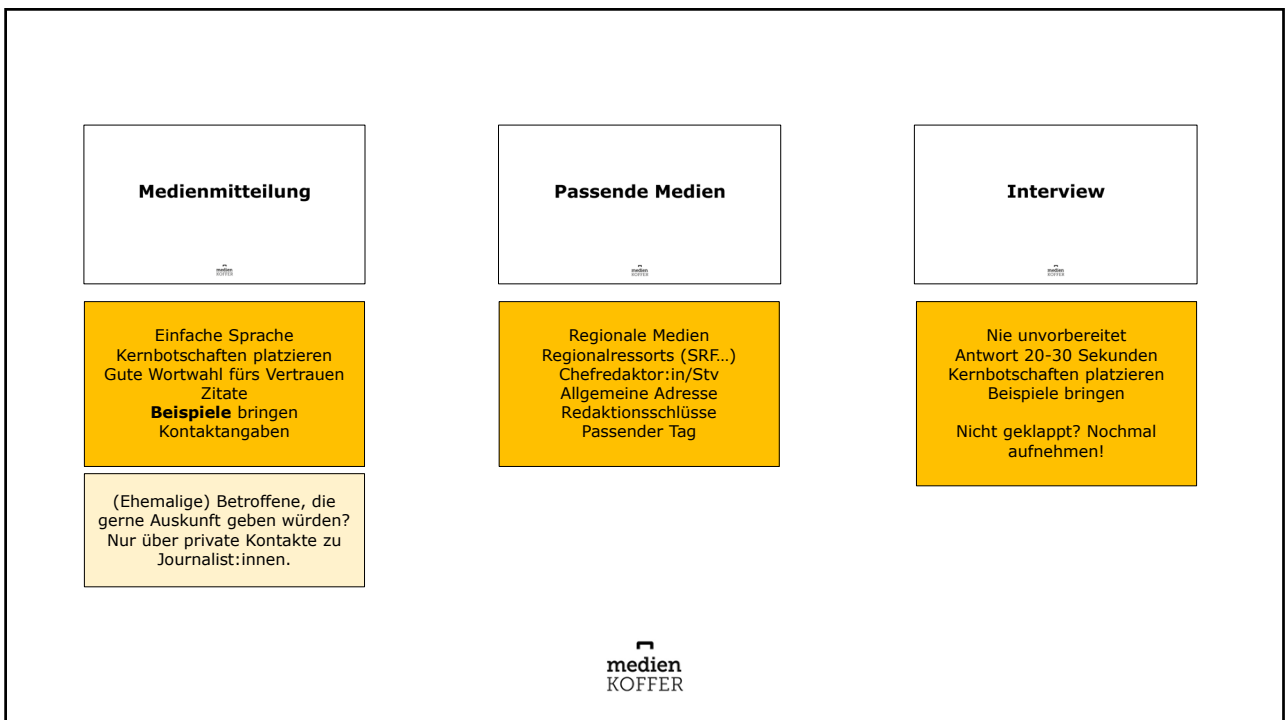 Medienmitteilung
medien
KOFFER
Einfache Sprache
Kernbotschaften platzieren
Gute Wortwahl fürs Vertrauen
Zitate
Beispiele bringen
Kontaktangaben
(Ehemalige) Betroffene, die
gerne Auskunft geben würden?
Nur über private Kontakte zu
Journalist:innen.
Passende Medien
medien
KOFFER
Regionale Medien
Regionalressorts (SRF…)
Chefredaktor:in/Stv
Allgemeine Adresse
Redaktionsschlüsse
Passender Tag
Interview
medien
KOFFER
Nie unvorbereitet
Antwort 20-30 Sekunden
Kernbotschaften platzieren
Beispiele bringen
Nicht geklappt? Nochmal
aufnehmen!
medien
KOFFER